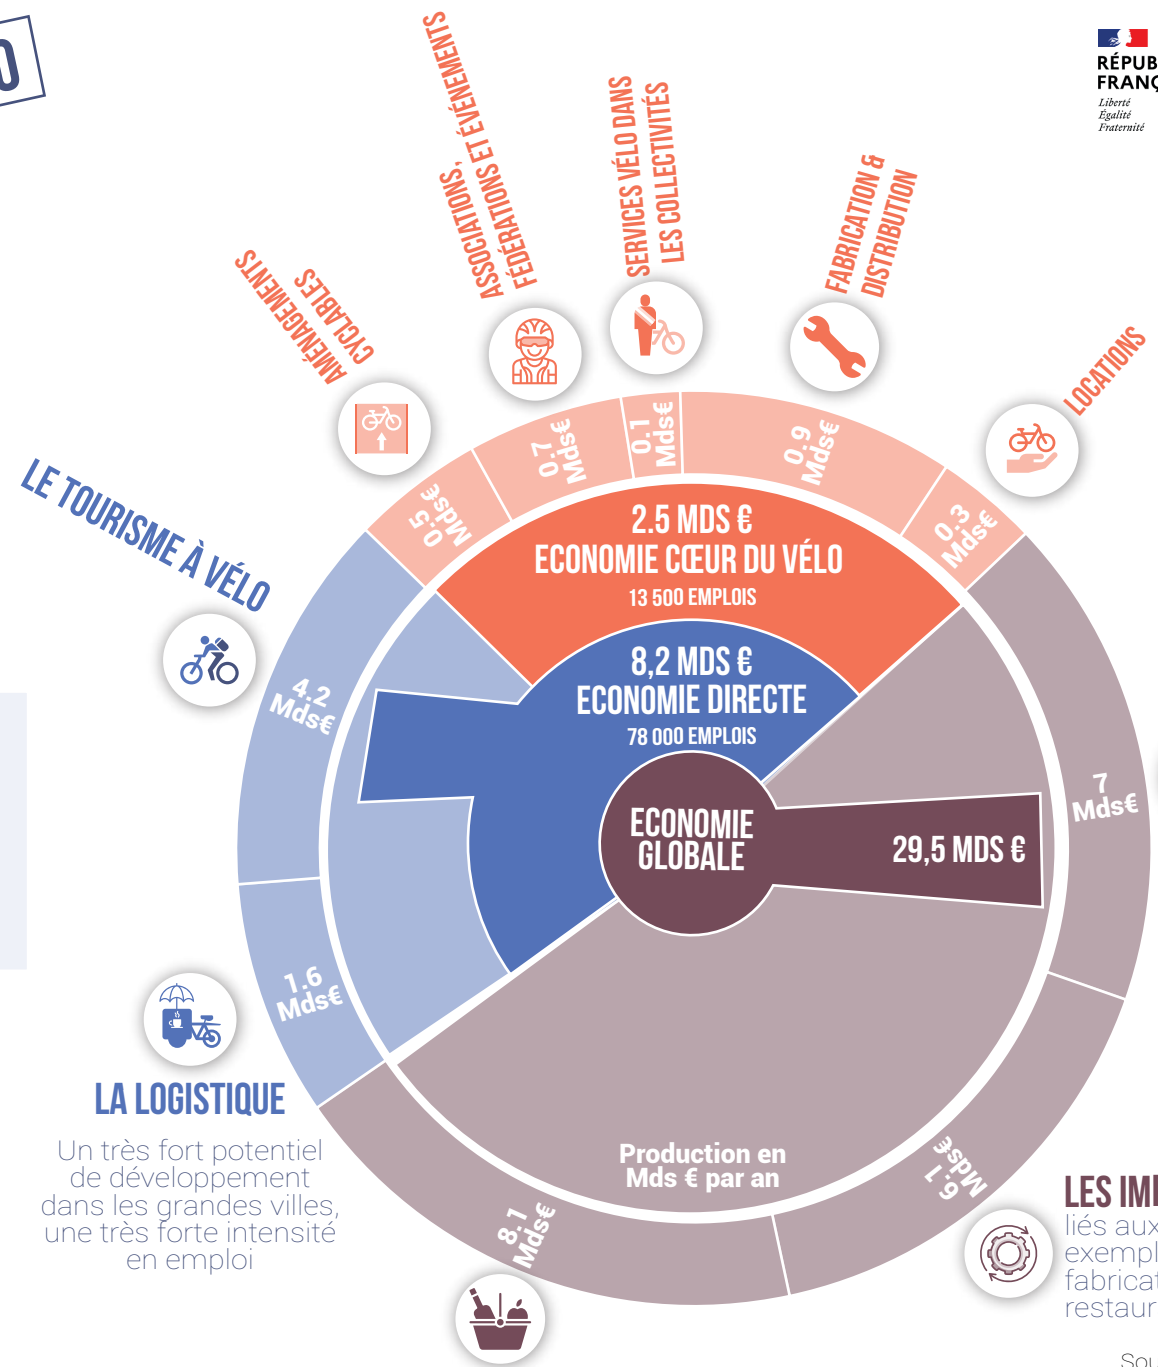 RÉPUB
FRANÇ
Liberté
Égalité
Fraternité
ASSOCIATIONS,
FÉDÉRATIONS ET ÉVÉNEMENTS
SERVICES VÉLO DANS
LES COLLECTIVITÉS
FABRICATION &
DISTRIBUTION
AMÉNAGEMENTS
CYCLABLES
LOCATIONS
LE TOURISME À VÉLO
0.5
Mds€
0.7
Mds€
0.1
Mds€
0.9
Mds€
0.3
Mds€
2.5 MDS €
ECONOMIE CŒUR DU VÉLO
13 500 EMPLOIS
8,2 MDS €
ECONOMIE DIRECTE
78 000 EMPLOIS
4.2
Mds€
7
Mds€
ECONOMIE
GLOBALE
29,5 MDS €
1.6
Mds€
LA LOGISTIQUE
Un très fort potentiel
de développement
dans les grandes villes,
une très forte intensité
en emploi
Production en
Mds € par an
8.1
Mds€
6.1
Mds€
LES IM
liés aux
exempl
fabricat
restaur
Sou